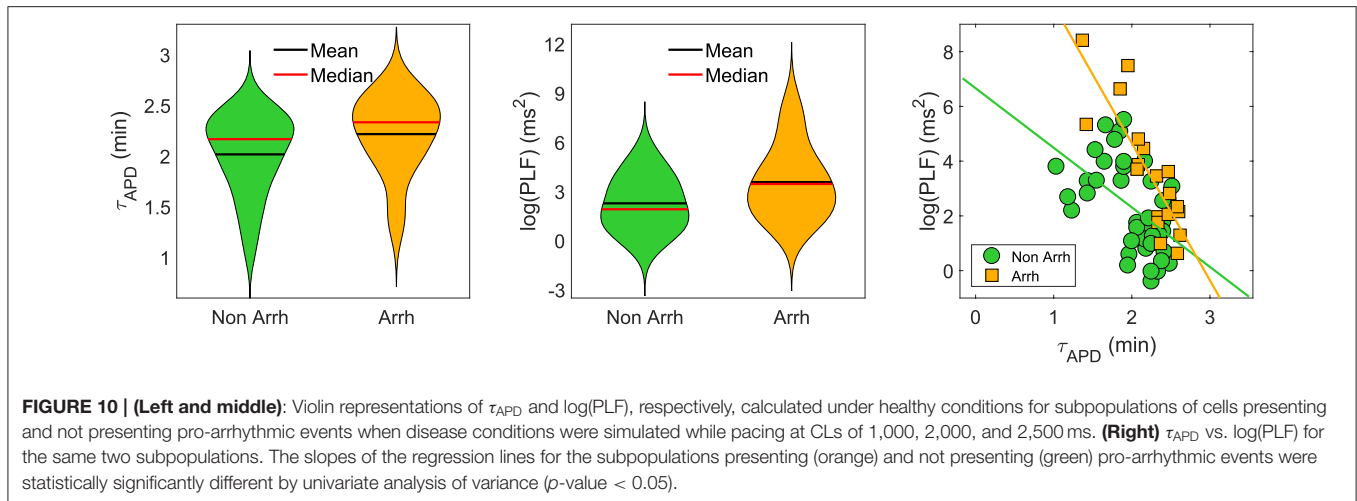 3
2.5
2
1.5
1
τAPD (min)
Mean
Median
Non Arrh
Arrh
12
9
6
3
0
-3
log(PLF) (ms²)
Mean
Median
Non Arrh
Arrh
8
6
4
2
0
log(PLF) (ms²)
Non Arrh
Arrh
0 1 2 3
τAPD (min)
FIGURE 10 | (Left and middle): Violin representations of τAPD and log(PLF), respectively, calculated under healthy conditions for subpopulations of cells presenting
and not presenting pro-arrhythmic events when disease conditions were simulated while pacing at CLs of 1,000, 2,000, and 2,500 ms. (Right) τAPD vs. log(PLF) for
the same two subpopulations. The slopes of the regression lines for the subpopulations presenting (orange) and not presenting (green) pro-arrhythmic events were
statistically significantly different by univariate analysis of variance (p-value < 0.05).